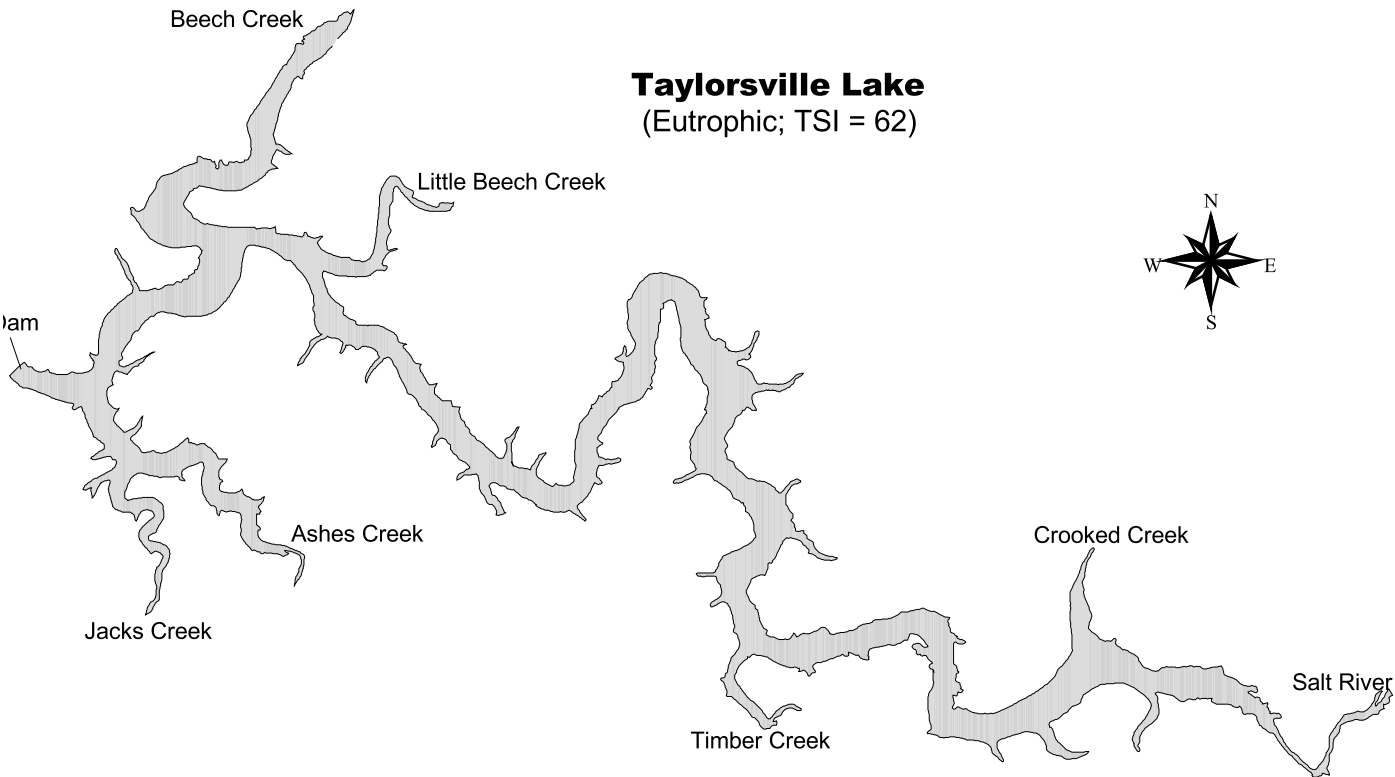 Beech Creek
Taylorsville Lake
(Eutrophic; TSI = 62)
Little Beech Creek
N
W E
S
Ashes Creek
Crooked Creek
Jacks Creek
Salt River
Timber Creek